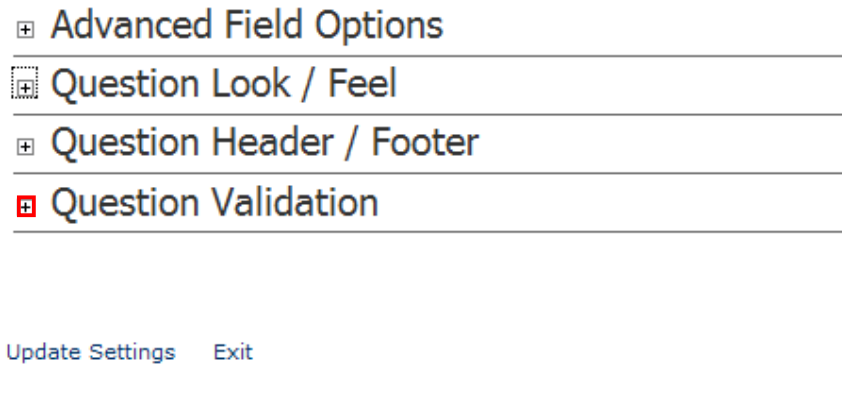 Advanced Field Options
Question Look / Feel
Question Header / Footer
Question Validation
Update Settings Exit